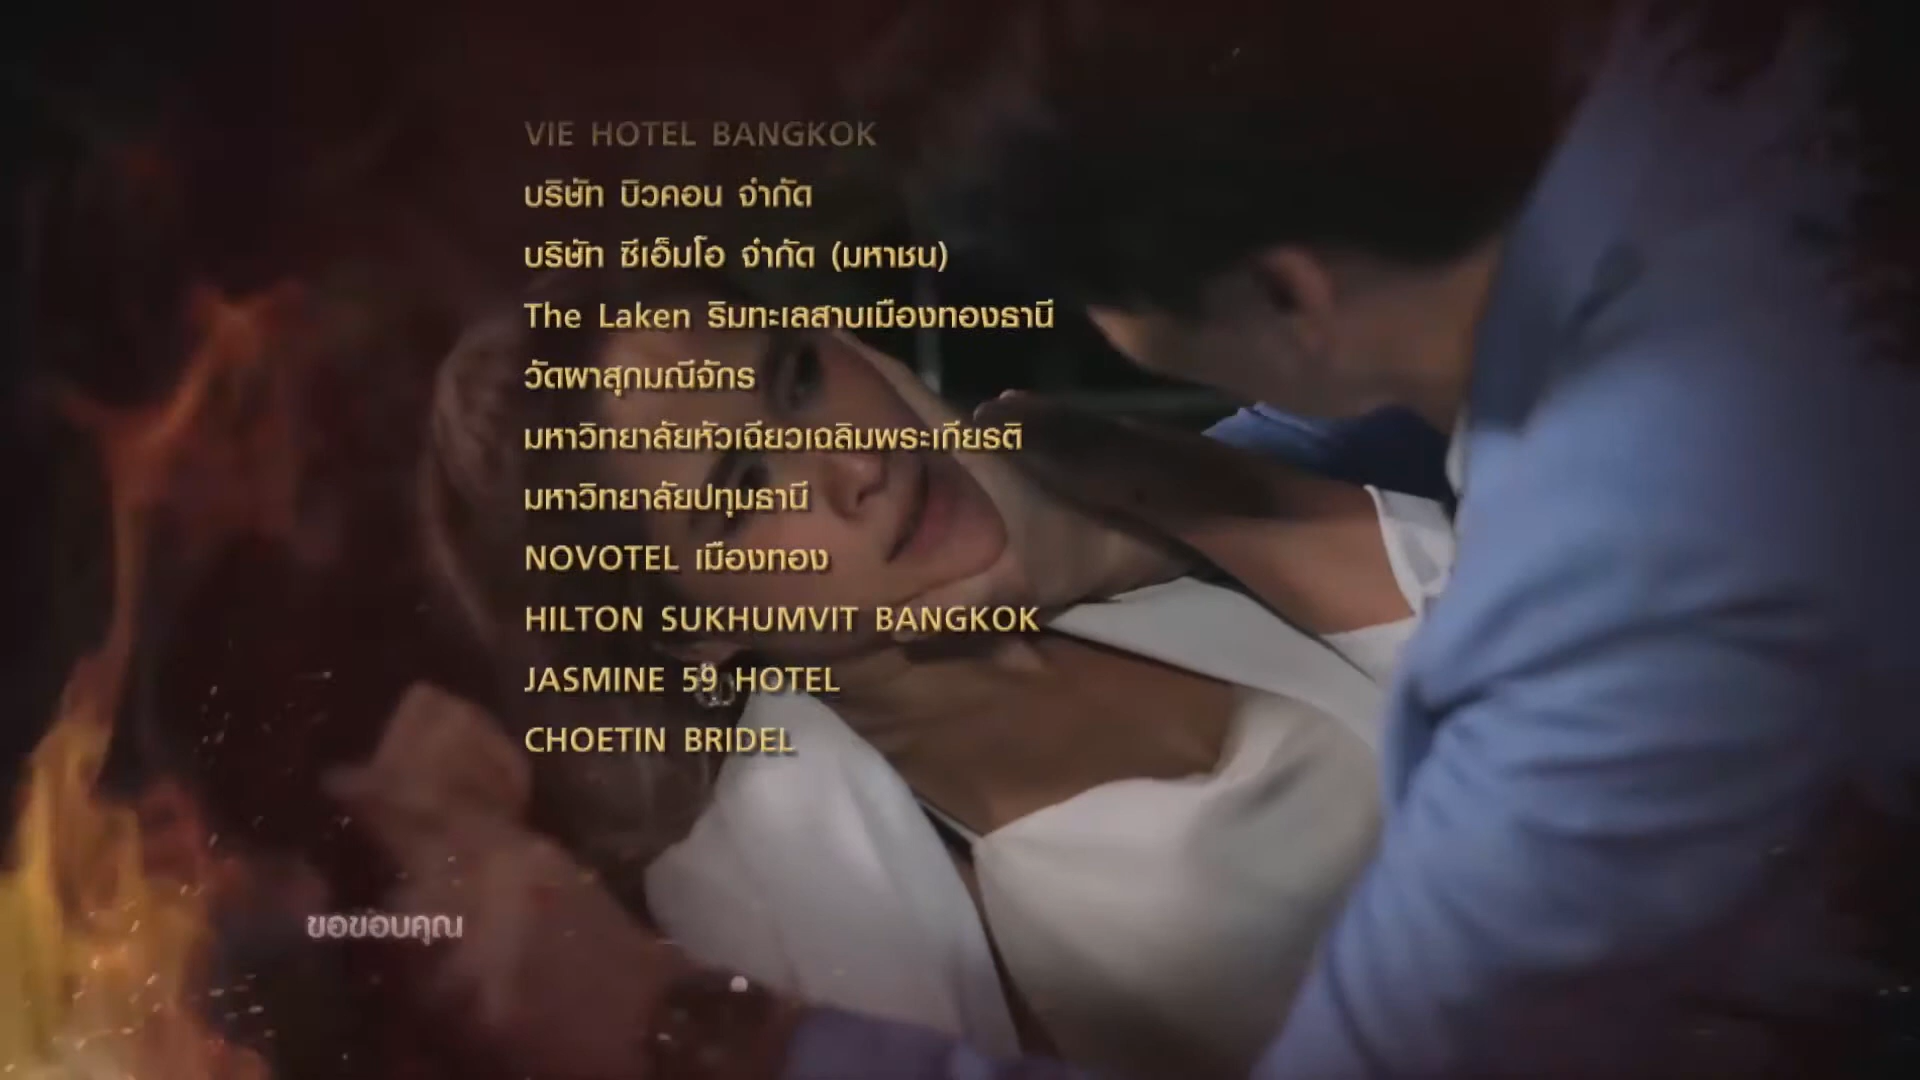 VIE HOTEL BANGKOK
บริษัท บิวคอน จำกัด
บริษัท ซีเอ็มโอ จำกัด (มหาชน)
The Laken ริมทะเลสาบเมืองทองธานี
วัดผาสุกมณีจักร
มหาวิทยาลัยหัวเฉียวเฉลิมพระเกียรติ
มหาวิทยาลัยปทุมธานี
NOVOTEL เมืองทอง
HILTON SUKHUMVIT BANGKOK
JASMINE 59 HOTEL
CHOETIN BRIDEL
ขอขอบคุณ